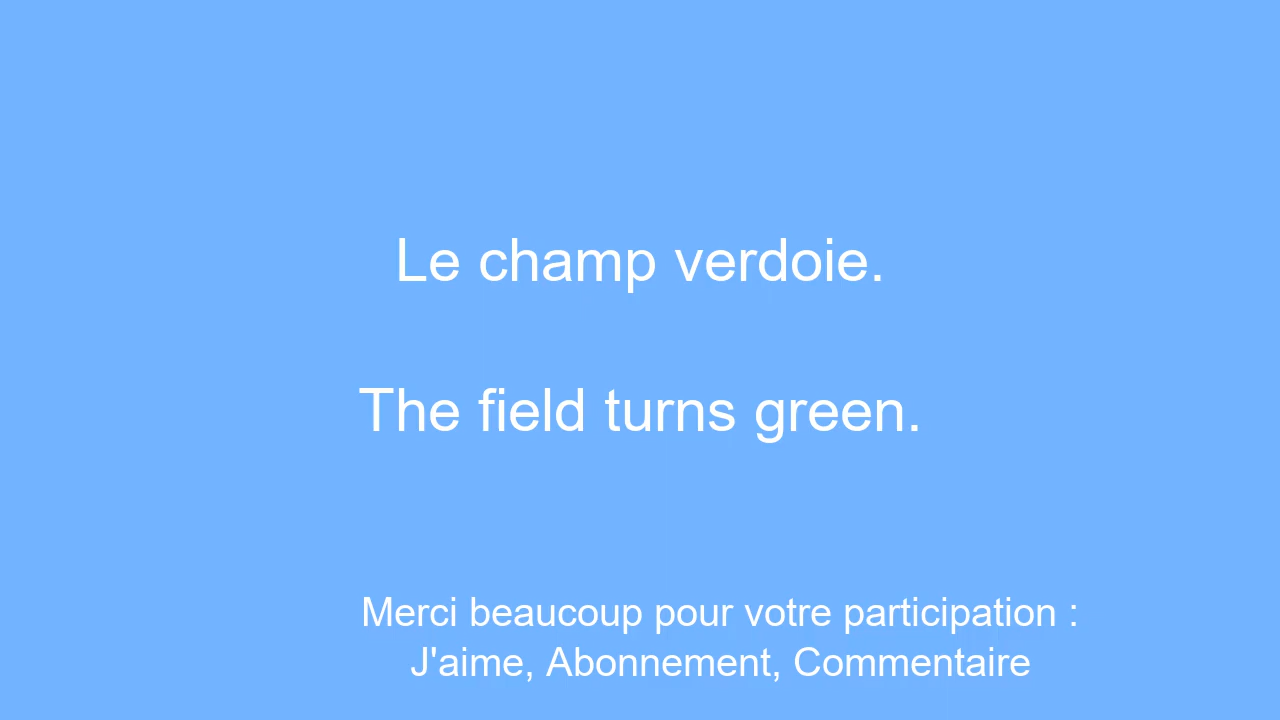 Le champ verdoie.
The field turns green.
Merci beaucoup pour votre participation :
J'aime, Abonnement, Commentaire